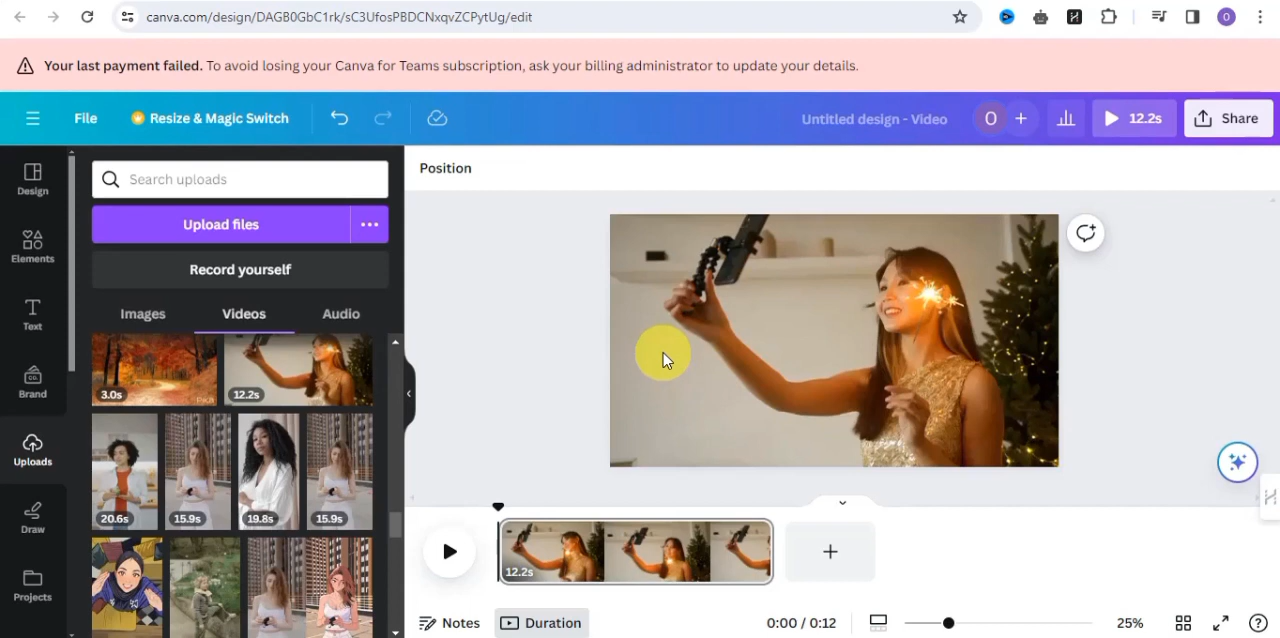 canva.com/design/DAGB0GbC1rk/sC3UfosPBDCNxqvZCPytUg/edit
O
Your last payment failed. To avoid losing your Canva for Teams subscription, ask your billing administrator to update your details.
File
Resize & Magic Switch
Untitled design - Video
O
12.2s
Share
Design
Elements
Text
Brand
Uploads
Draw
Projects
Search uploads
Upload files
Record yourself
Images
Videos
Audio
3.0s
12.2s
20.6s
15.9s
19.8s
15.9s
Position
12.2s
Notes
Duration
0:00 / 0:12
25%